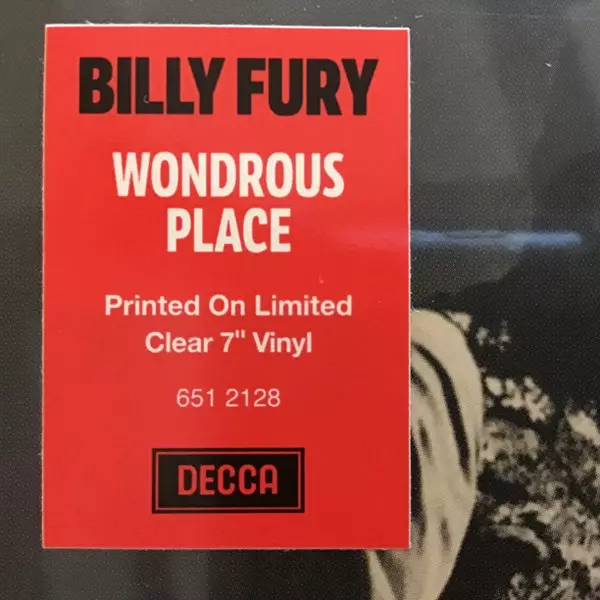 BILLY FURY
WONDROUS
PLACE
Printed On Limited
Clear 7" Vinyl
651 2128
DECCA